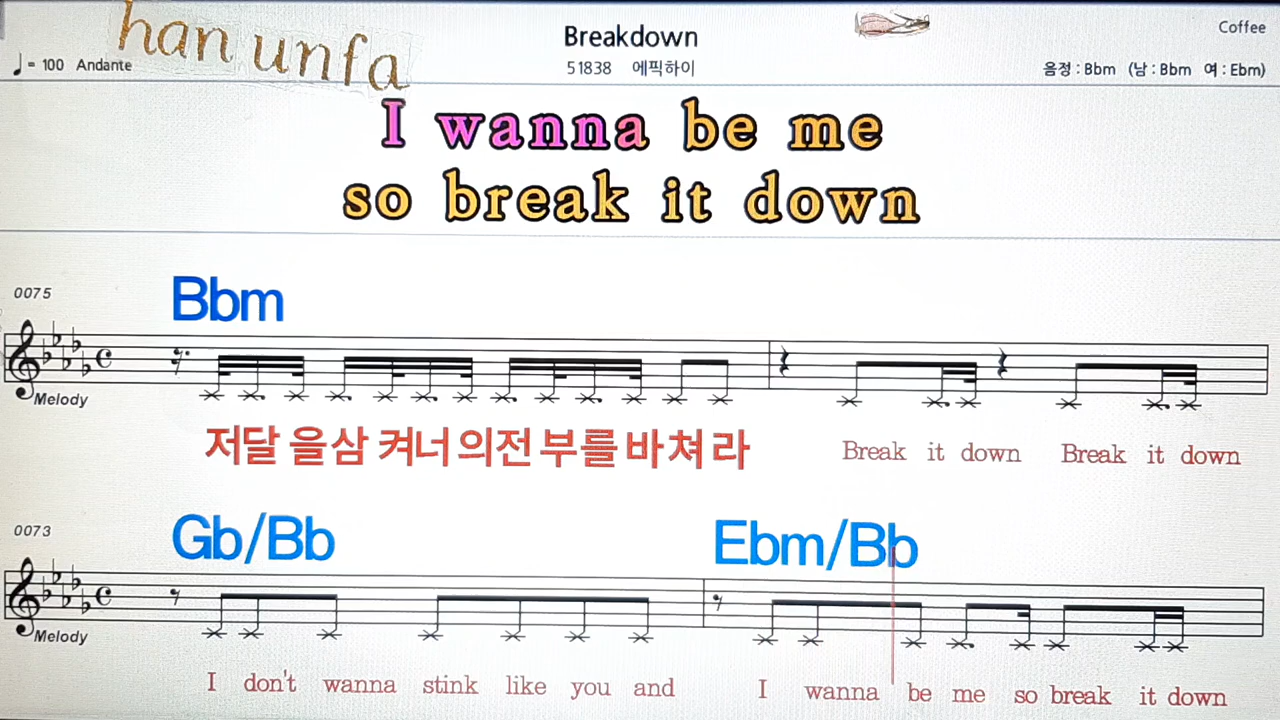 han unfa
Breakdown
Coffee
♩= 100 Andante
51838 에픽하이
음정 : Bbm (남 : Bbm 여 : Ebm)
I wanna be me
so break it down
0075
Bbm
Melody
저달 을삼 켜너의전 부를 바쳐 라 Break it down Break it down
0073
Gb/Bb Ebm/Bb
Melody
I don't wanna stink like you and I wanna be me so break it down